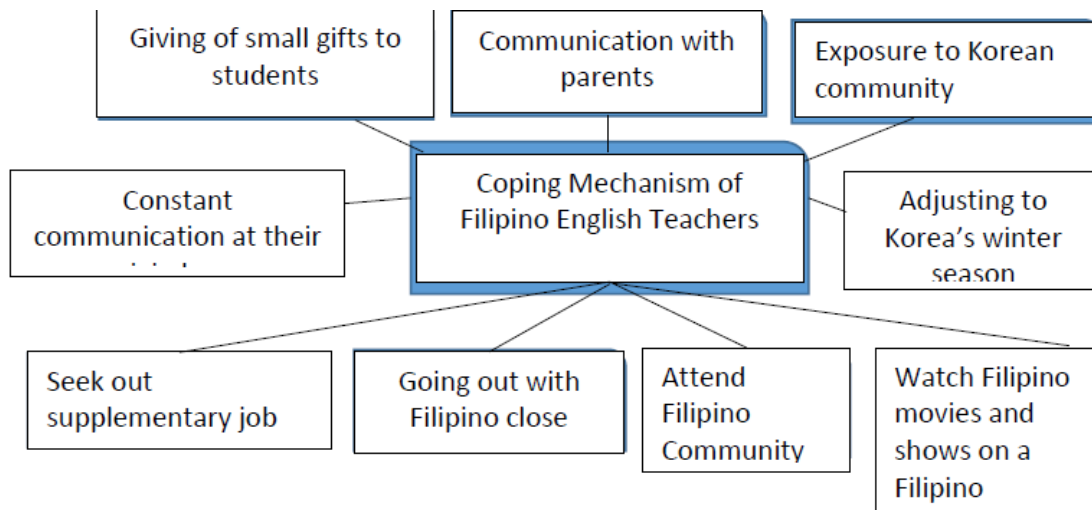 Giving of small gifts to
students
Communication with
parents
Exposure to Korean
community
Constant
communication at their
Coping Mechanism of
Filipino English Teachers
Adjusting to
Korea's winter
season
Seek out
supplementary job
Going out with
Filipino close
Attend
Filipino
Community
Watch Filipino
movies and
shows on a
Filipino